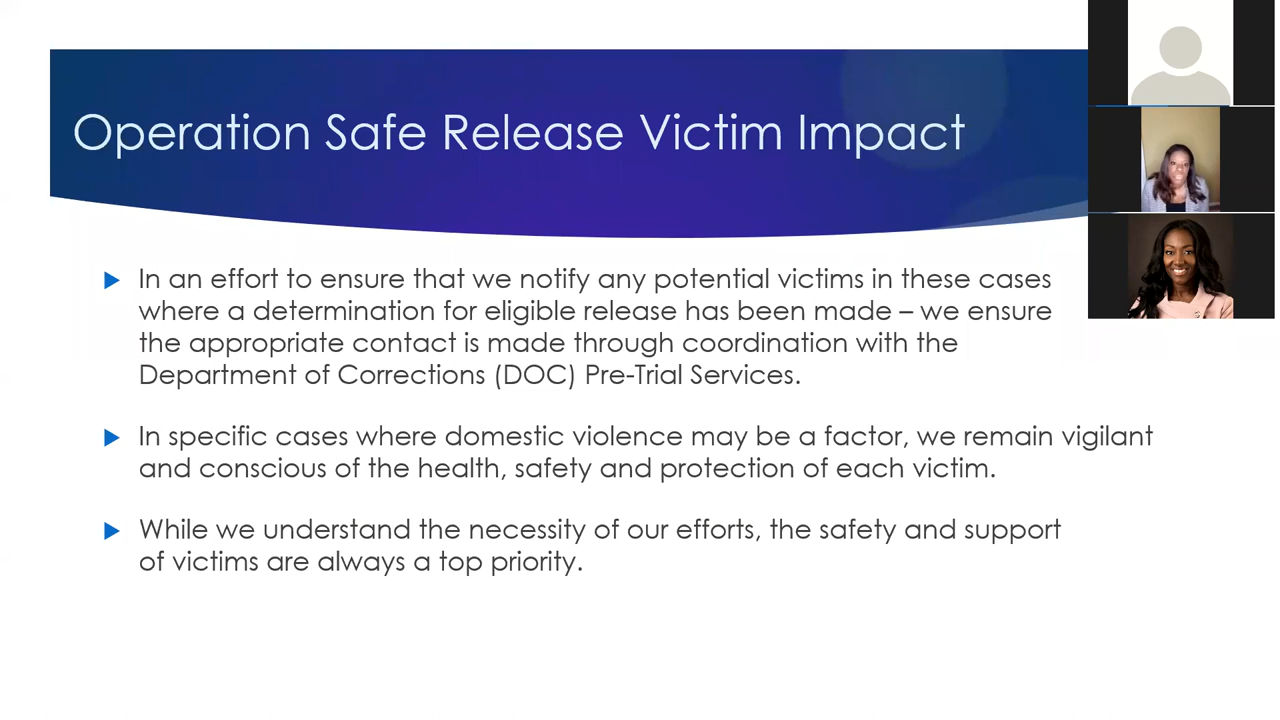 Operation Safe Release Victim Impact
In an effort to ensure that we notify any potential victims in these cases
where a determination for eligible release has been made – we ensure
the appropriate contact is made through coordination with the
Department of Corrections (DOC) Pre-Trial Services.
In specific cases where domestic violence may be a factor, we remain vigilant
and conscious of the health, safety and protection of each victim.
While we understand the necessity of our efforts, the safety and support
of victims are always a top priority.